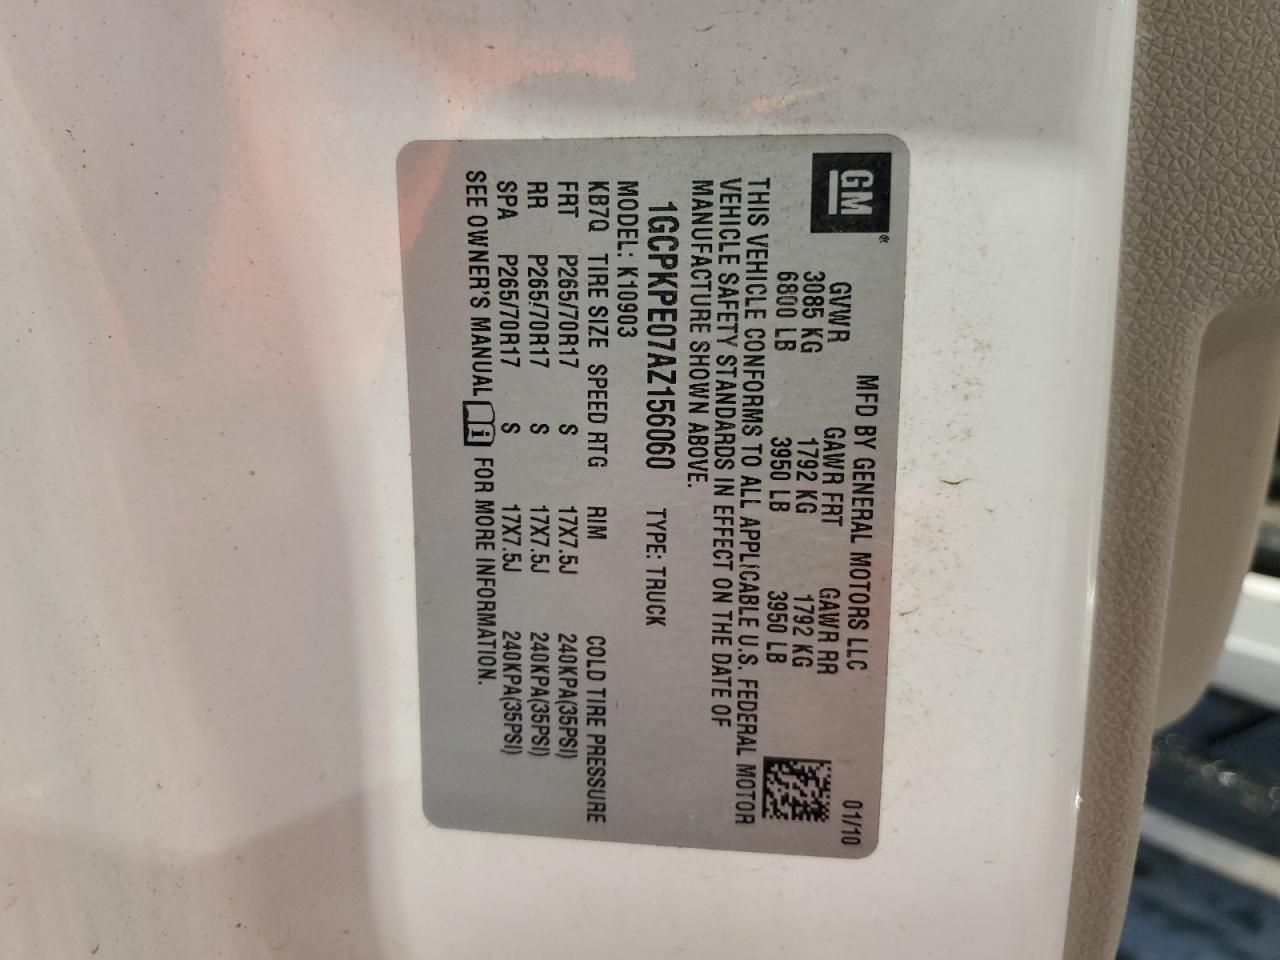 GM®
MFD BY GENERAL MOTORS LLC 01/10
GVWR GAWR FRT GAWR RR
3085 KG 1792 KG 1792 KG
6800 LB 3950 LB 3950 LB
THIS VEHICLE CONFORMS TO ALL APPLICABLE U.S. FEDERAL MOTOR
VEHICLE SAFETY STANDARDS IN EFFECT ON THE DATE OF
MANUFACTURE SHOWN ABOVE.
1GCPKPE07AZ156060 TYPE: TRUCK
MODEL: K10903
KB7Q TIRE SIZE SPEED RTG RIM COLD TIRE PRESSURE
FRT P265/70R17 S 17X7.5J 240KPA(35PSI)
RR P265/70R17 S 17X7.5J 240KPA(35PSI)
SPA P265/70R17 S 17X7.5J 240KPA(35PSI)
SEE OWNER'S MANUAL i FOR MORE INFORMATION.